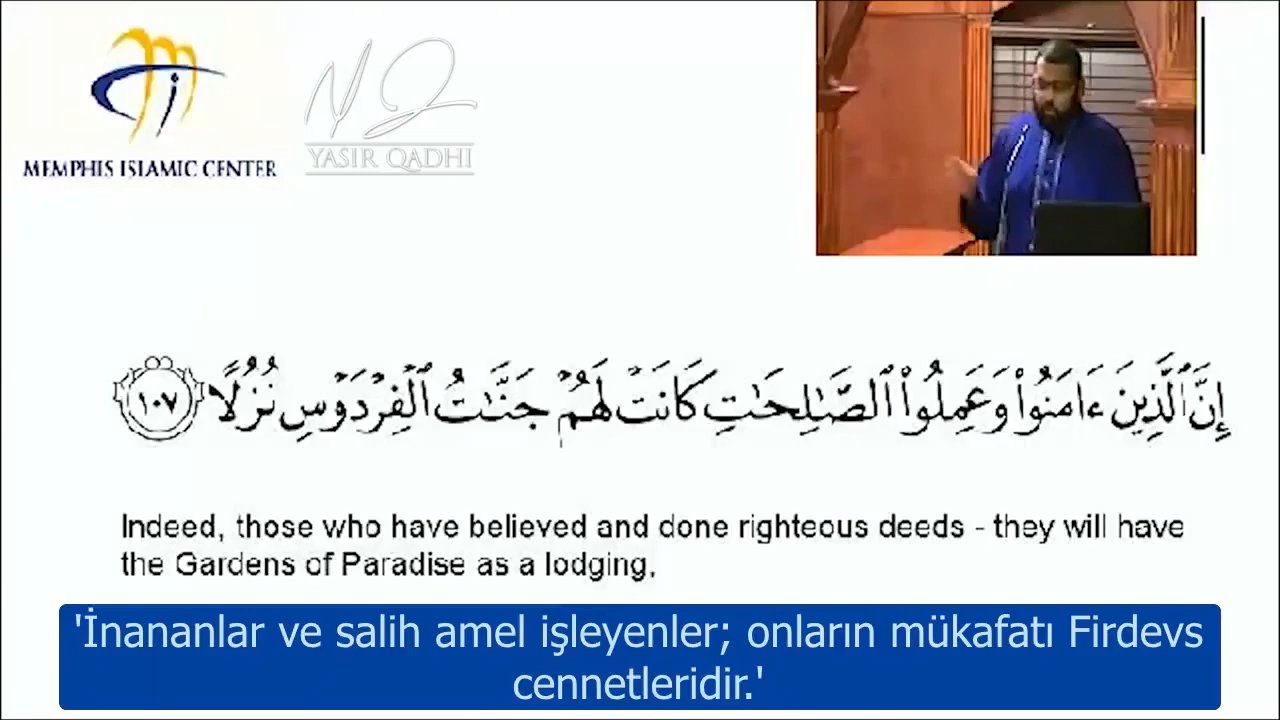 MEMPHIS ISLAMIC CENTER
YASIR QADHI
إِنَّ ٱلَّذِينَ ءَامَنُوا۟ وَعَمِلُوا۟ ٱلصَّٰلِحَٰتِ كَانَتْ لَهُمْ جَنَّٰتُ ٱلْفِرْدَوْسِ نُزُلًا ١٠٧
Indeed, those who have believed and done righteous deeds - they will have
the Gardens of Paradise as a lodging,
'İnananlar ve salih amel işleyenler; onların mükafatı Firdevs
cennetleridir.'